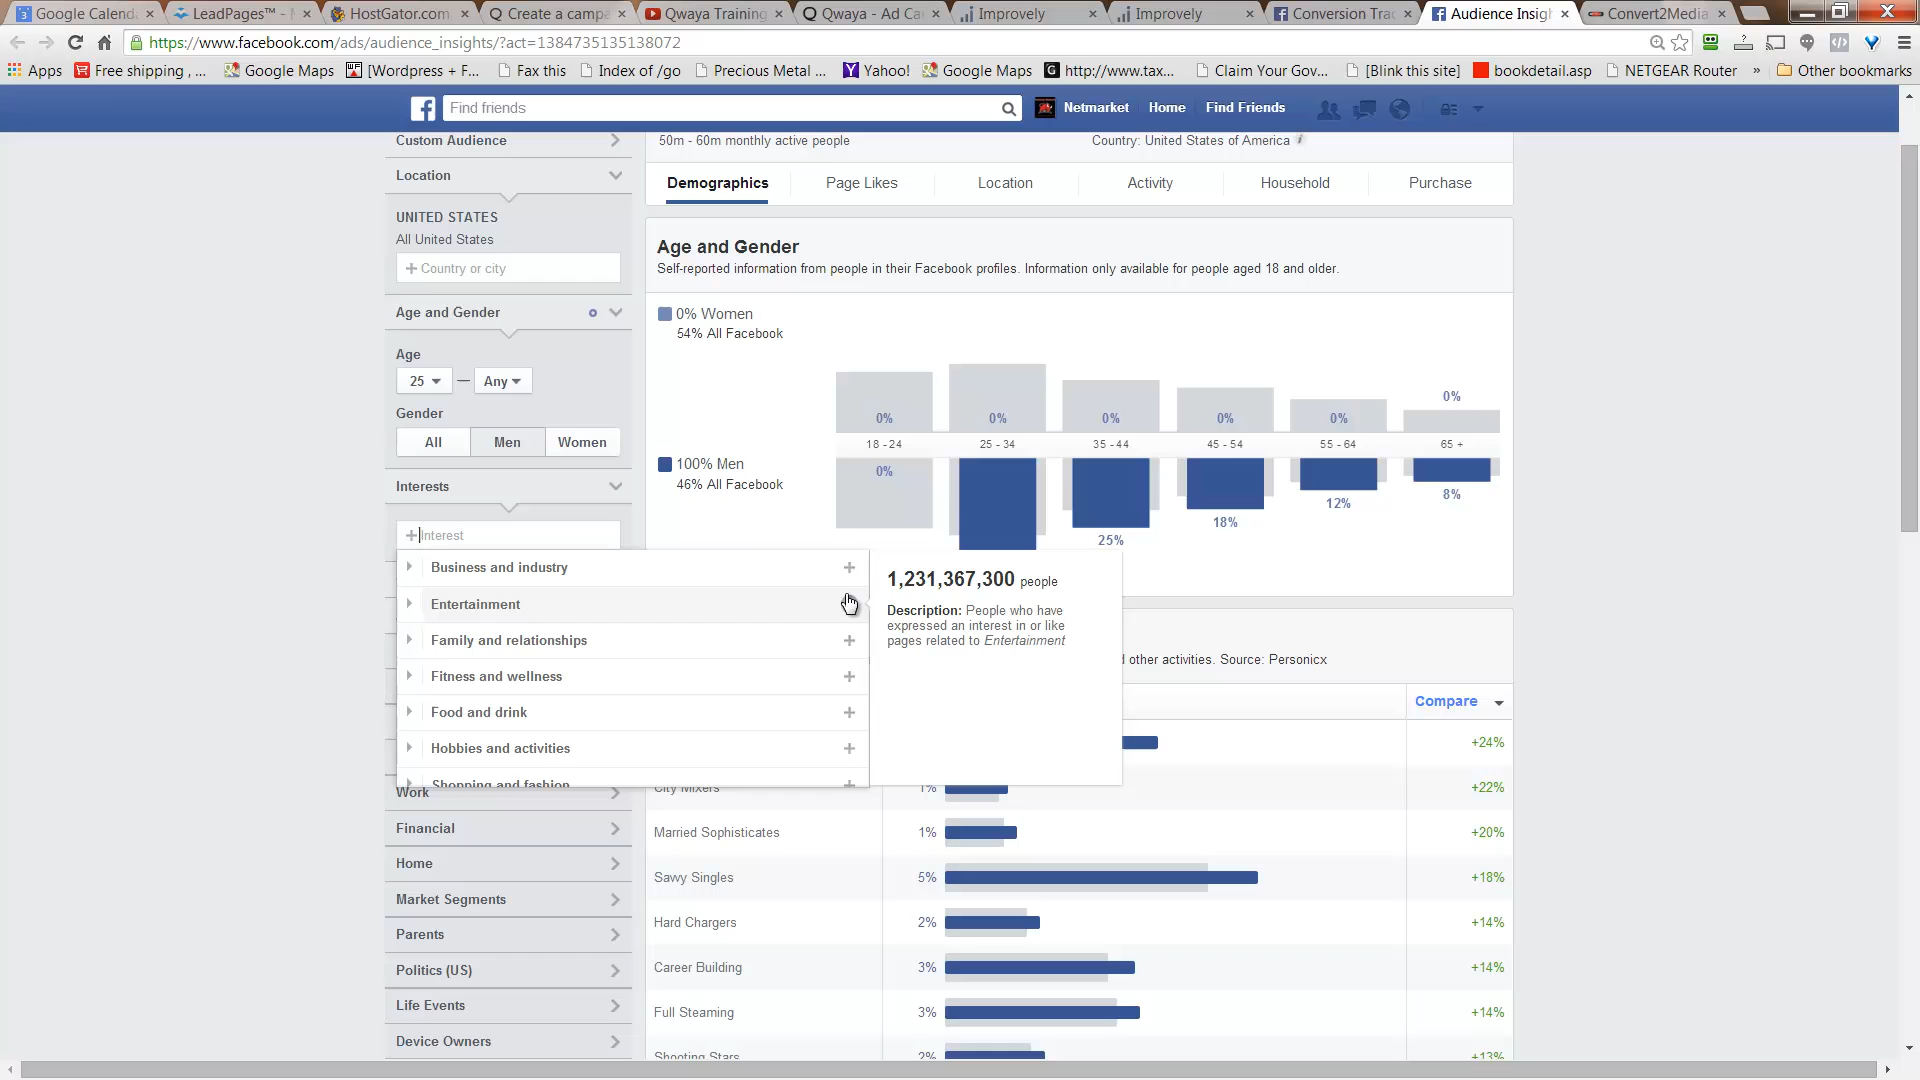 Google Calend
LeadPages™ -
HostGator.com
Create a campa
Qwaya Training
Qwaya - Ad Ca
Improvely
Improvely
Conversion Trac
Audience Insigh
Convert2Media
https://www.facebook.com/ads/audience_insights/?act=1384735135138072
Apps
Free shipping , ...
Google Maps
[Wordpress + F...
Fax this
Index of /go
Precious Metal ...
Yahoo!
Google Maps
http://www.tax...
Claim Your Gov...
[Blink this site]
bookdetail.asp
NETGEAR Router
»
Other bookmarks
Find friends
Netmarket
Home
Find Friends
Custom Audience
50m - 60m monthly active people
Country: United States of America
Location
Demographics
Page Likes
Location
Activity
Household
Purchase
UNITED STATES
All United States
+ Country or city
Age and Gender
Age
25 — Any
Gender
All
Men
Women
Interests
+ Interest
Age and Gender
Self-reported information from people in their Facebook profiles. Information only available for people aged 18 and older.
0% Women
54% All Facebook
0% 0% 0% 0% 0% 0%
18 - 24 25 - 34 35 - 44 45 - 54 55 - 64 65 +
100% Men
46% All Facebook
0% 25% 18% 12% 8%
Business and industry
Entertainment
Family and relationships
Fitness and wellness
Food and drink
Hobbies and activities
Shopping and fashion
1,231,367,300 people
Description: People who have
expressed an interest in or like
pages related to Entertainment
d other activities. Source: Personicx
Compare
+24%
City Mixers 1% +22%
Married Sophisticates 1% +20%
Savvy Singles 5% +18%
Hard Chargers 2% +14%
Career Building 3% +14%
Full Steaming 3% +14%
Shooting Stars 2% +13%
Work
Financial
Home
Market Segments
Parents
Politics (US)
Life Events
Device Owners